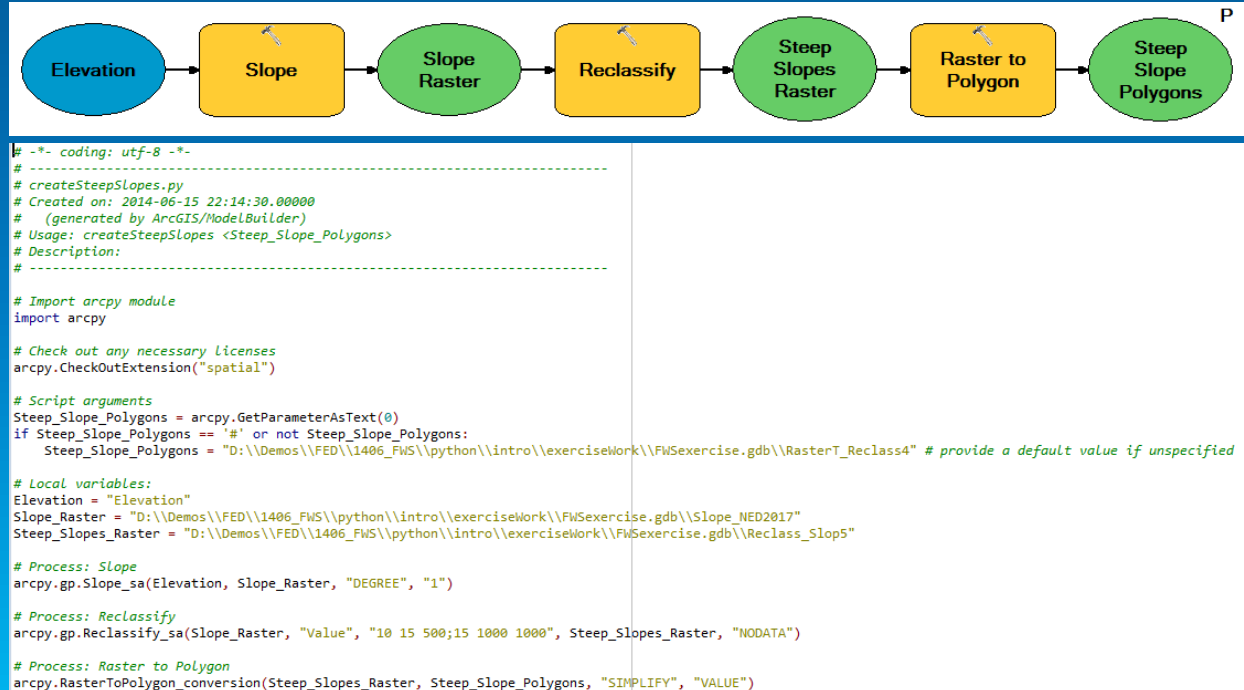 P
Elevation
Slope
Slope
Raster
Reclassify
Steep
Slopes
Raster
Raster to
Polygon
Steep
Slope
Polygons
# -*- coding: utf-8 -*-
# ---------------------------------------------------------------------------
# createSteepSlopes.py
# Created on: 2014-06-15 22:14:30.00000
#   (generated by ArcGIS/ModelBuilder)
# Usage: createSteepSlopes <Steep_Slope_Polygons>
# Description:
# ---------------------------------------------------------------------------

# Import arcpy module
import arcpy

# Check out any necessary licenses
arcpy.CheckOutExtension("spatial")

# Script arguments
Steep_Slope_Polygons = arcpy.GetParameterAsText(0)
if Steep_Slope_Polygons == '#' or not Steep_Slope_Polygons:
    Steep_Slope_Polygons = "D:\\Demos\\FED\\1406_FWS\\python\\intro\\exerciseWork\\FWSexercise.gdb\\RasterT_Reclass4" # provide a default value if unspecified

# Local variables:
Elevation = "Elevation"
Slope_Raster = "D:\\Demos\\FED\\1406_FWS\\python\\intro\\exerciseWork\\FWSexercise.gdb\\Slope_NED2017"
Steep_Slopes_Raster = "D:\\Demos\\FED\\1406_FWS\\python\\intro\\exerciseWork\\FWSexercise.gdb\\Reclass_Slop5"

# Process: Slope
arcpy.gp.Slope_sa(Elevation, Slope_Raster, "DEGREE", "1")

# Process: Reclassify
arcpy.gp.Reclassify_sa(Slope_Raster, "Value", "10 15 500;15 1000 1000", Steep_Slopes_Raster, "NODATA")

# Process: Raster to Polygon
arcpy.RasterToPolygon_conversion(Steep_Slopes_Raster, Steep_Slope_Polygons, "SIMPLIFY", "VALUE")